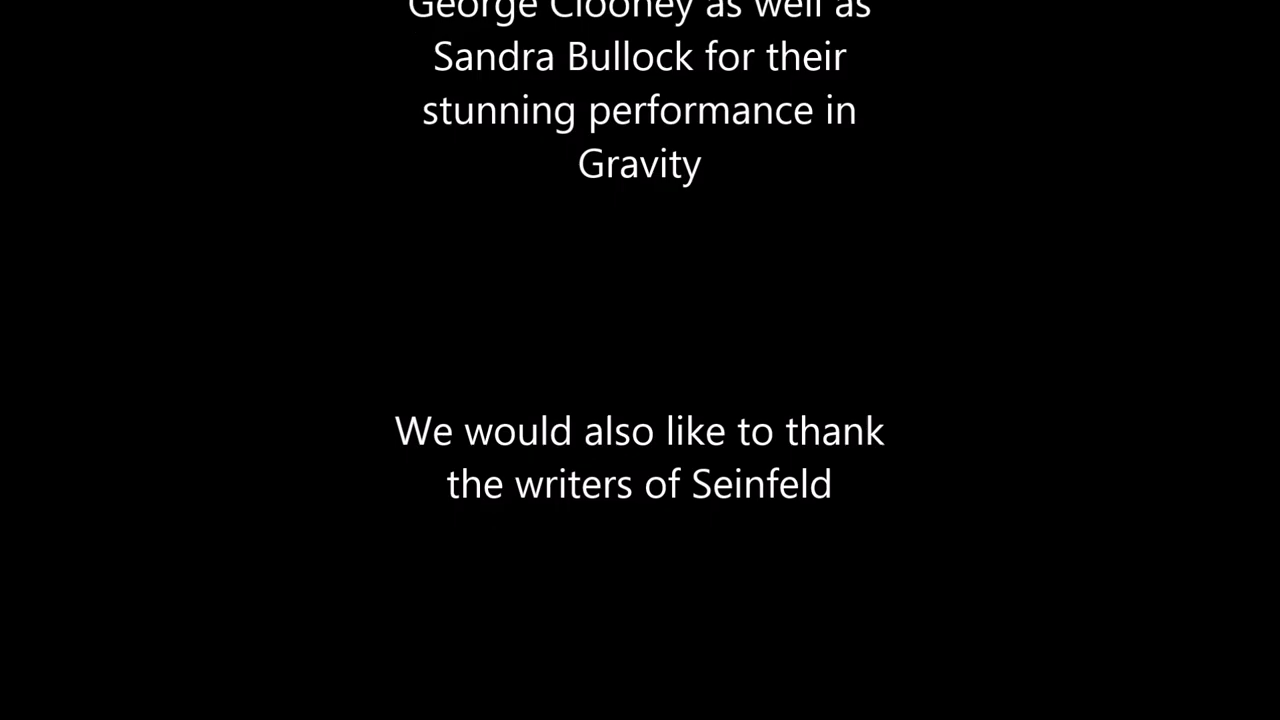 George Clooney as well as
Sandra Bullock for their
stunning performance in
Gravity
We would also like to thank
the writers of Seinfeld